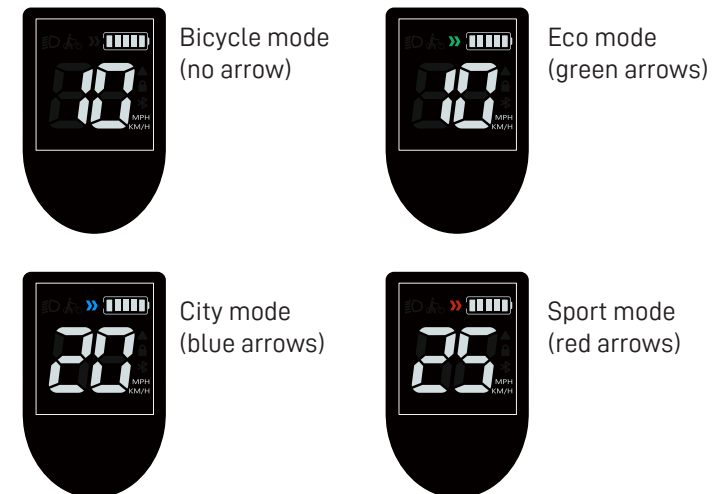 10
MPH
KM/H
Bicycle mode
(no arrow)
10
MPH
KM/H
Eco mode
(green arrows)
20
MPH
KM/H
City mode
(blue arrows)
25
MPH
KM/H
Sport mode
(red arrows)